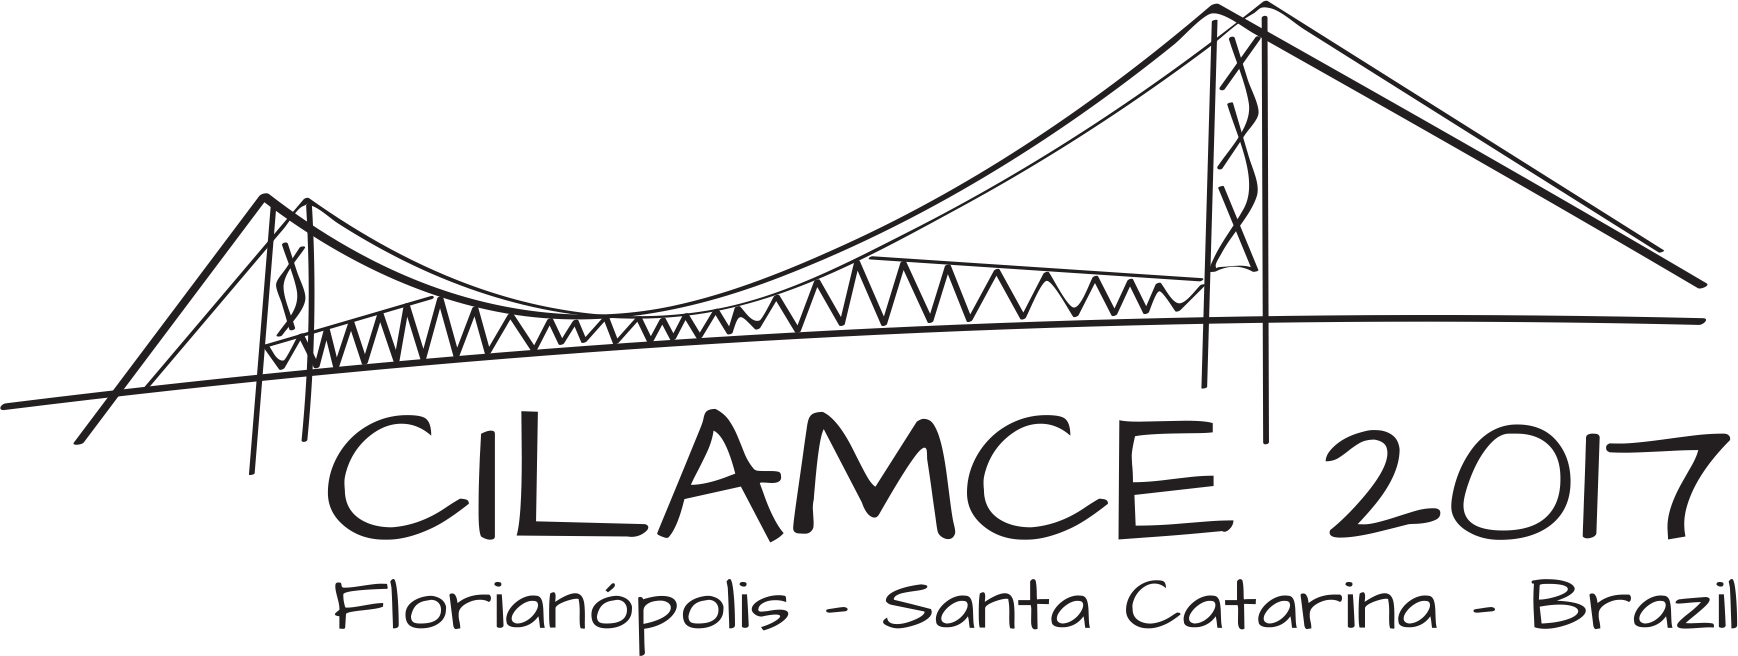 CILAMCE 2017
Florianópolis - Santa Catarina - Brazil